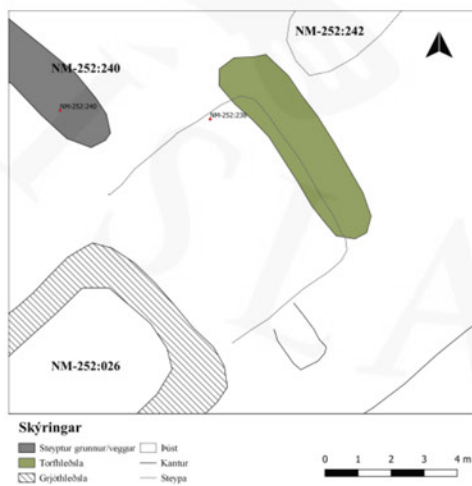 NM-252:242
NM-252:240
NM-252:240
NM-252:238
NM-252:026
Skýringar
Steyptur grunnur/veggur
Torfhleðsla
Grjóthleðsla
Þúst
Kantur
Steypa
0 1 2 3 4 m